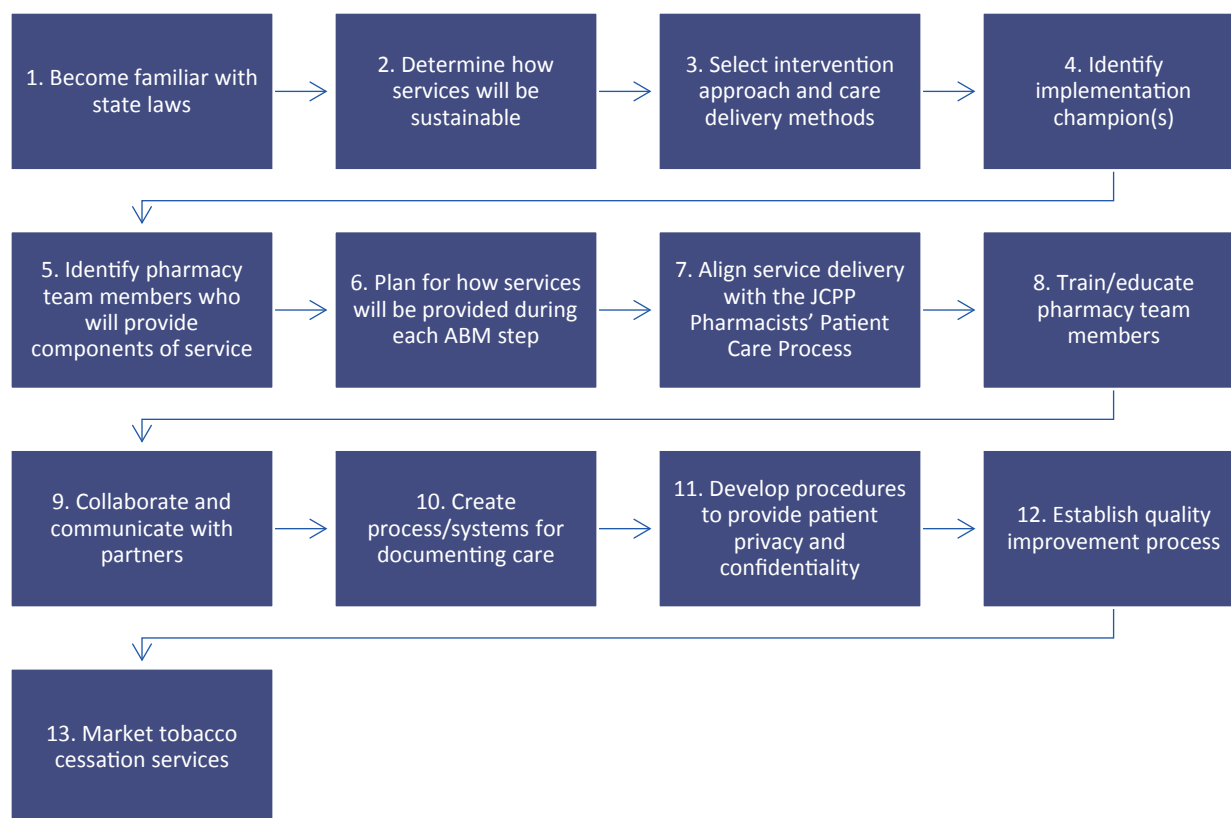 1. Become familiar with
state laws
2. Determine how
services will be
sustainable
3. Select intervention
approach and care
delivery methods
4. Identify
implementation
champion(s)
5. Identify pharmacy
team members who
will provide
components of service
6. Plan for how services
will be provided during
each ABM step
7. Align service delivery
with the JCPP
Pharmacists’ Patient
Care Process
8. Train/educate
pharmacy team
members
9. Collaborate and
communicate with
partners
10. Create
process/systems for
documenting care
11. Develop procedures
to provide patient
privacy and
confidentiality
12. Establish quality
improvement process
13. Market tobacco
cessation services